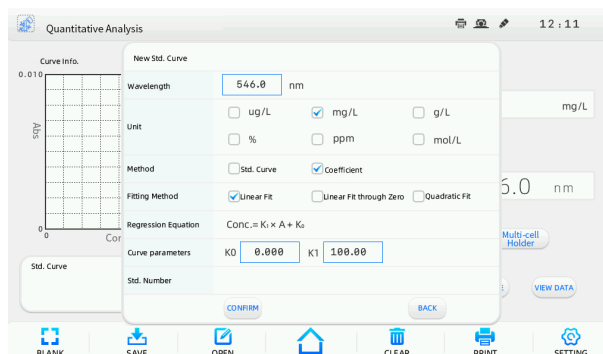 Quantitative Analysis
12:11
Curve Info.
New Std. Curve
0.010
Wavelength 546.0 nm
mg/L
Abs
Unit
ug/L mg/L g/L
% ppm mol/L
Method Std. Curve Coefficient
Fitting Method Linear Fit Linear Fit through Zero Quadratic Fit
6.0 nm
0
0
Regression Equation Conc.= K₁ × A + K₀
Multi-cell
Holder
Curve parameters K0 0.000 K1 100.00
Std. Curve
Std. Number
VIEW DATA
CONFIRM BACK
BLANK SAVE OPEN CLEAR PRINT SETTING